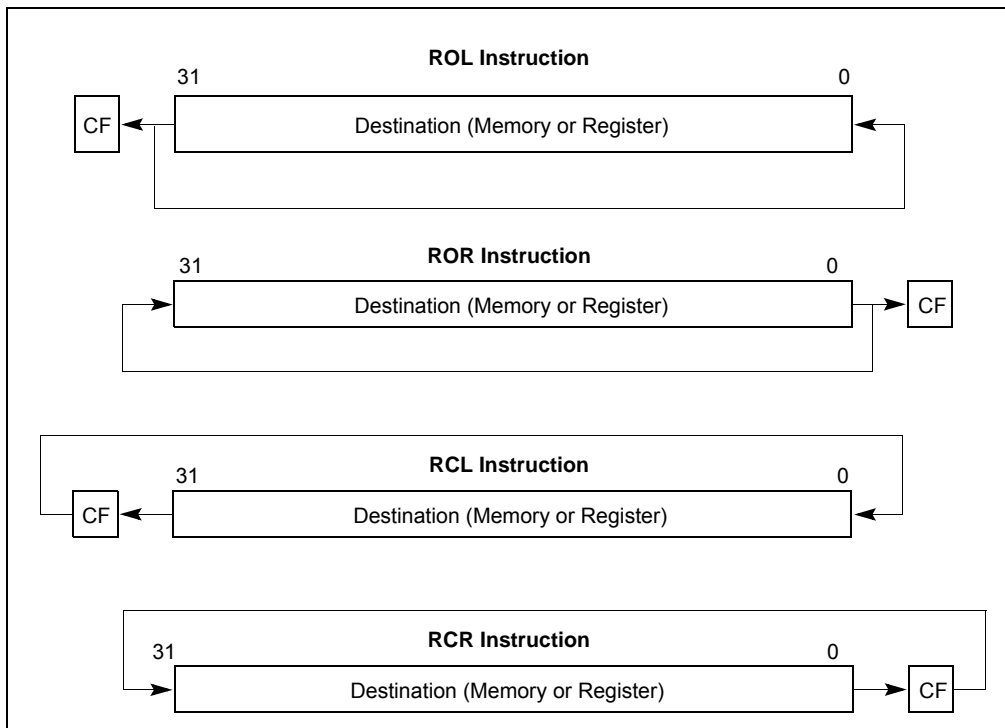 ROL Instruction
31 0
CF Destination (Memory or Register)
ROR Instruction
31 0
Destination (Memory or Register) CF
RCL Instruction
31 0
CF Destination (Memory or Register)
RCR Instruction
31 0
Destination (Memory or Register) CF